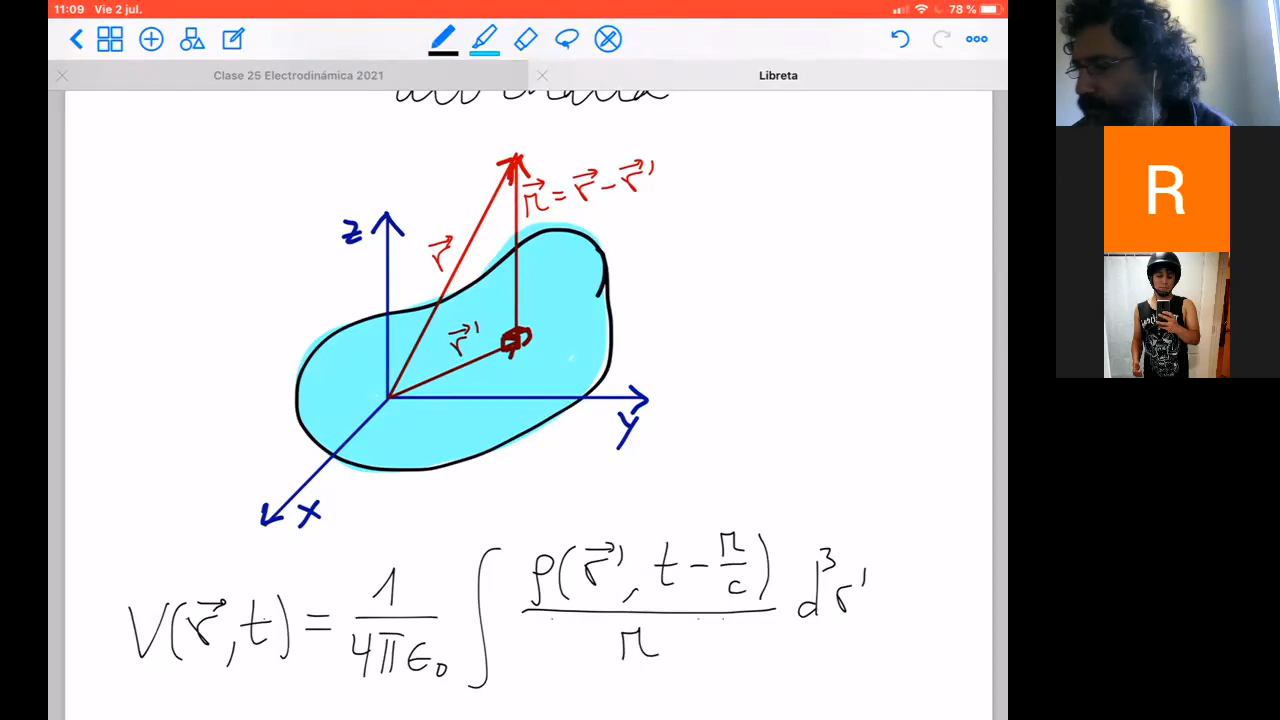 11:09 Vie 2 jul.
78 %
Clase 25 Electrodinámica 2021
Libreta
𝓇⃗ = r⃗ - r⃗'
z
r⃗
r⃗'
y
x
V(r⃗, t) = 1/4πϵ₀ ∫ ρ(r⃗', t - 𝓇/c)/𝓇 d³r'
R